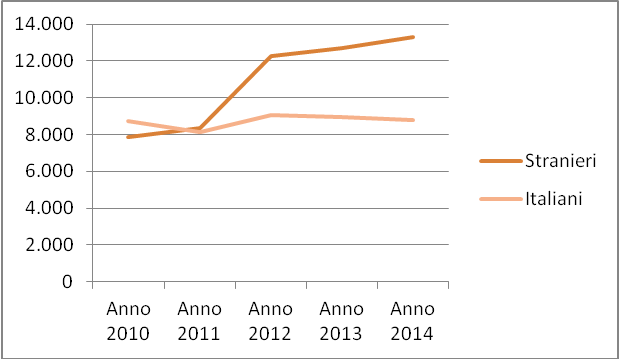 14.000
12.000
10.000
8.000
6.000
4.000
2.000
0
Anno 2010
Anno 2011
Anno 2012
Anno 2013
Anno 2014
Stranieri
Italiani